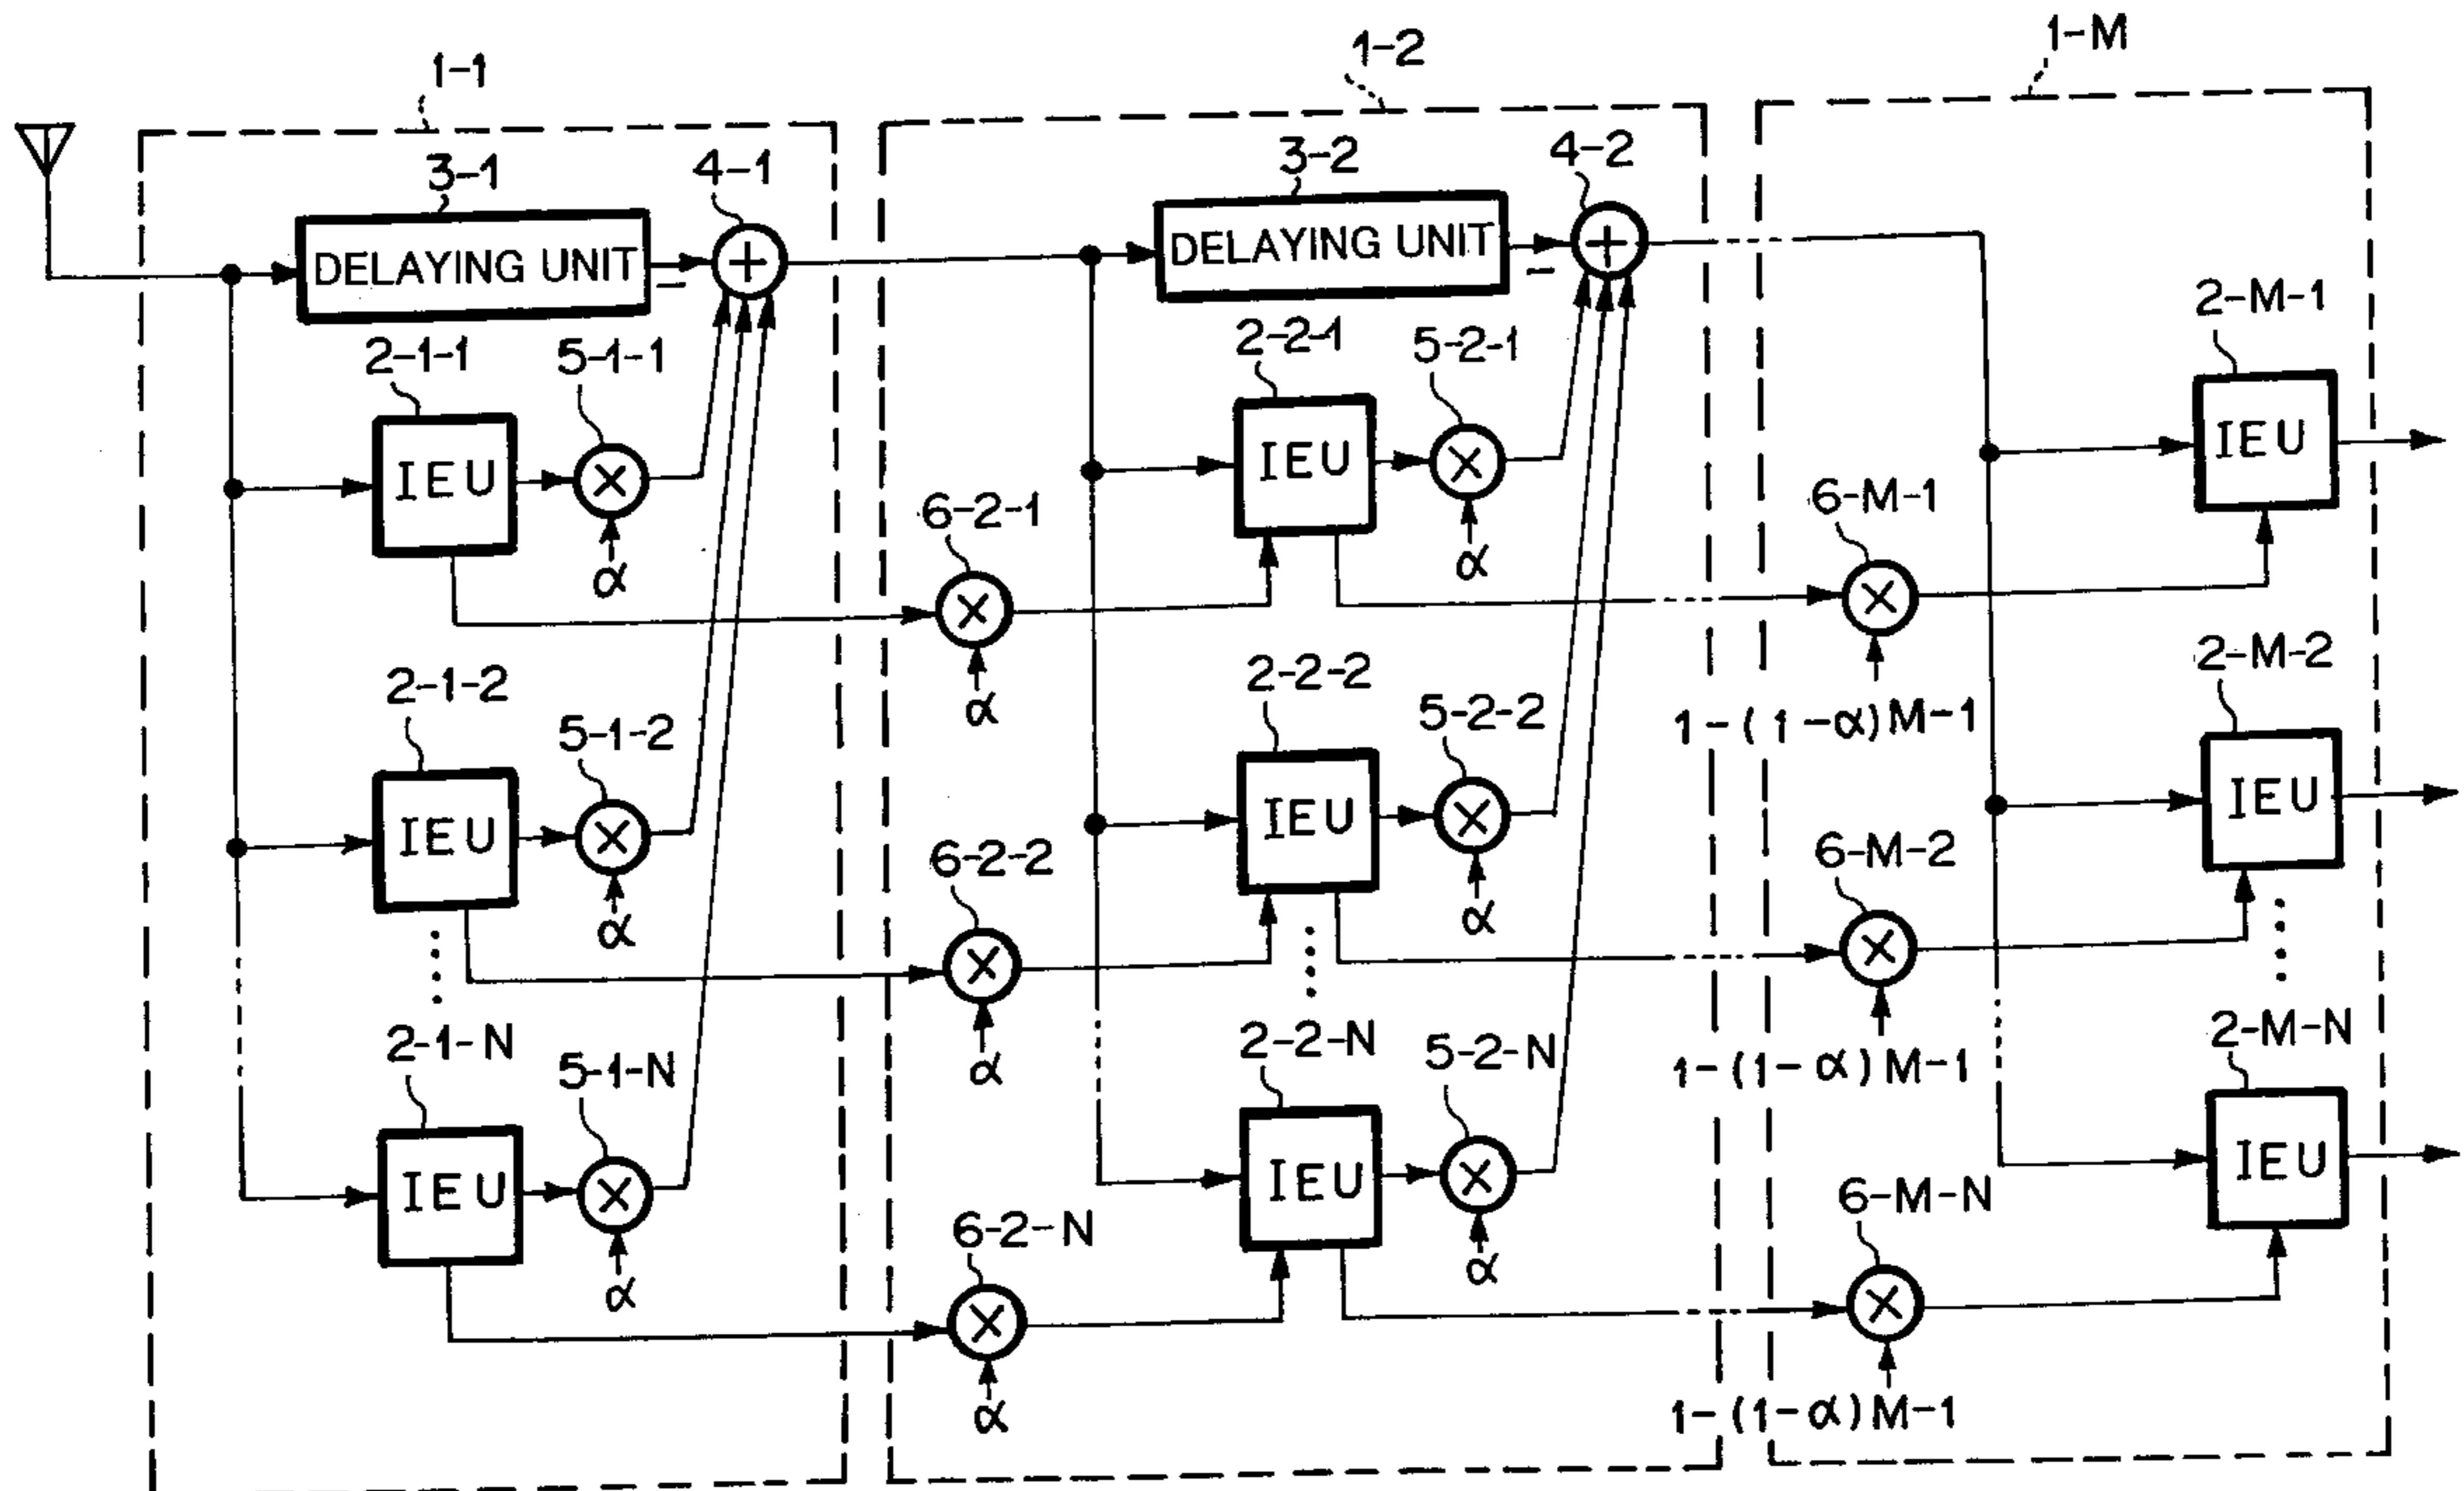 1-1
1-2
1-M
3-1
4-1
3-2
4-2
DELAYING UNIT
+
DELAYING UNIT
+
-
-
2-M-1
2-1-1
5-1-1
2-2-1
5-2-1
IEU
IEU
×
IEU
×
6-2-1
6-M-1
α
α
×
×
2-M-2
2-1-2
α
2-2-2
5-1-2
5-2-2
1-(1-α)M-1
IEU
IEU
×
IEU
×
6-2-2
6-M-2
α
α
×
×
2-M-N
2-1-N
5-1-N
α
2-2-N
5-2-N
1-(1-α)M-1
IEU
IEU
×
IEU
×
6-2-N
6-M-N
α
α
×
×
α
1-(1-α)M-1